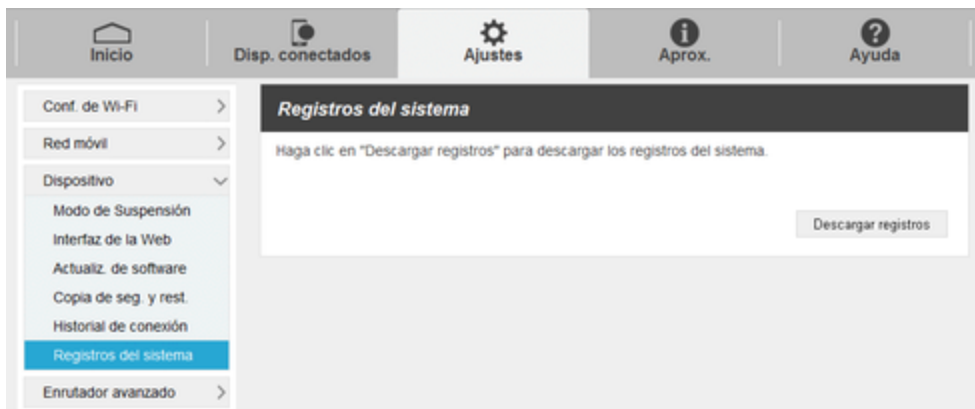 Inicio
Disp. conectados
Ajustes
Aprox.
Ayuda
Conf. de Wi-Fi
Red móvil
Dispositivo
Modo de Suspensión
Interfaz de la Web
Actualiz. de software
Copia de seg. y rest.
Historial de conexión
Registros del sistema
Enrutador avanzado
Registros del sistema
Haga clic en "Descargar registros" para descargar los registros del sistema.
Descargar registros